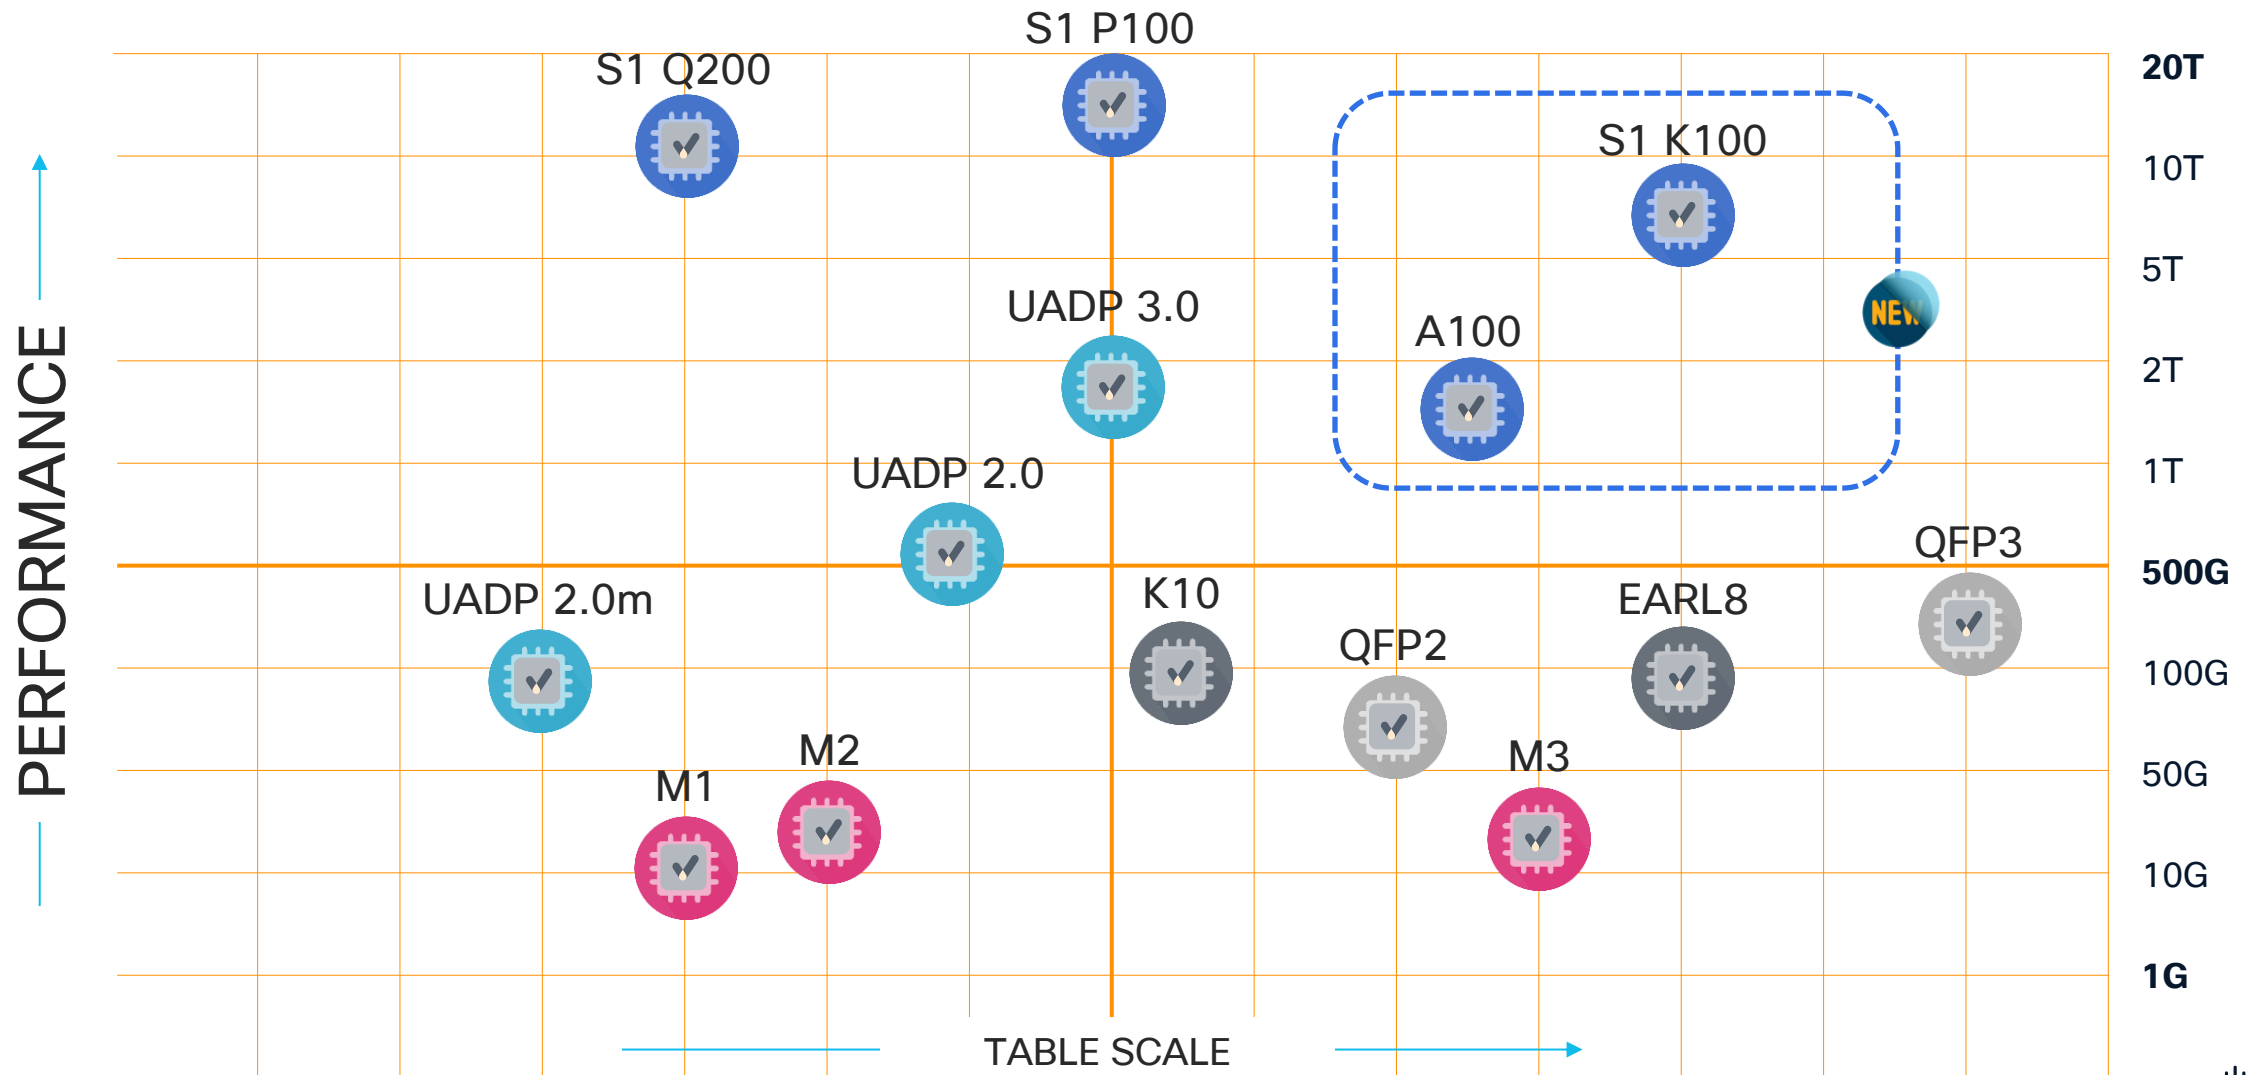 S1 P100
S1 Q200
20T
S1 K100
10T
5T
UADP 3.0
NEW
A100
2T
PERFORMANCE
UADP 2.0
1T
QFP3
500G
UADP 2.0m
K10
EARL8
QFP2
100G
M2
M3
50G
M1
10G
1G
TABLE SCALE